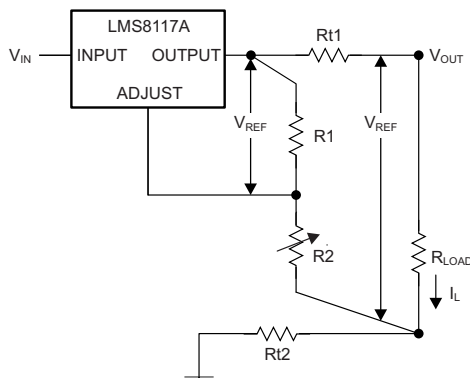 LMS8117A
V_IN INPUT OUTPUT Rt1 V_OUT
ADJUST
V_REF R1 V_REF
R2 R_LOAD
I_L
Rt2